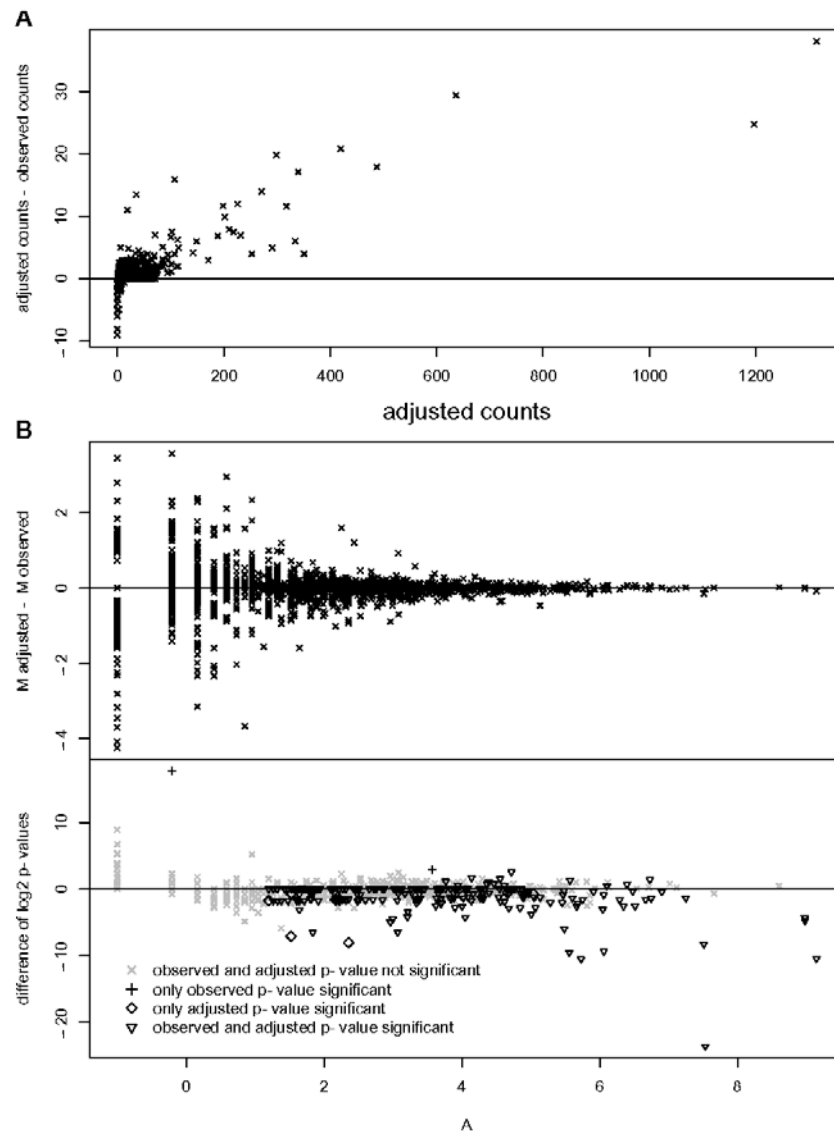 A
adjusted counts - observed counts
30
20
10
0
- 10
0 200 400 600 800 1000 1200
adjusted counts
B
M adjusted - M observed
2
0
- 2
- 4
difference of log2 p- values
10
0
- 10
- 20
observed and adjusted p- value not significant
only observed p- value significant
only adjusted p- value significant
observed and adjusted p- value significant
0 2 4 6 8
A